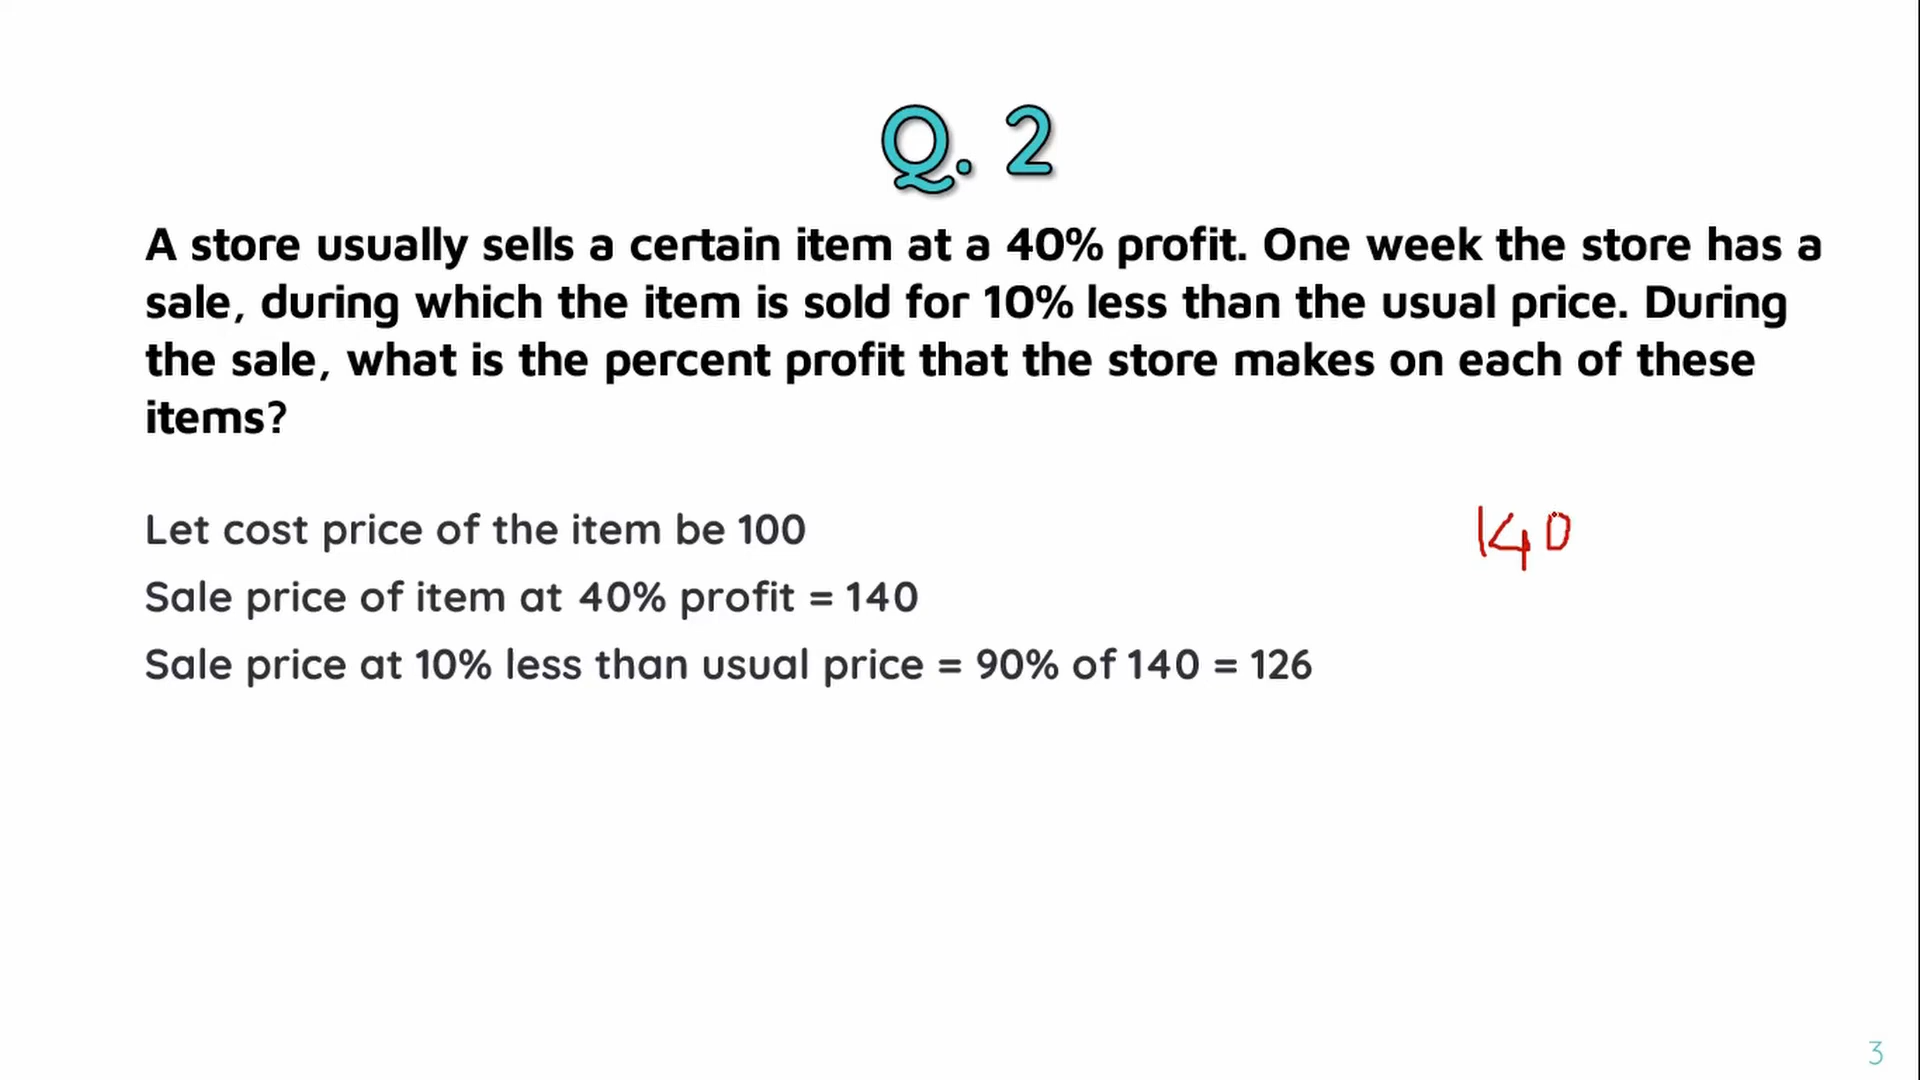 Q. 2
A store usually sells a certain item at a 40% profit. One week the store has a
sale, during which the item is sold for 10% less than the usual price. During
the sale, what is the percent profit that the store makes on each of these
items?
Let cost price of the item be 100
140
Sale price of item at 40% profit = 140
Sale price at 10% less than usual price = 90% of 140 = 126
3